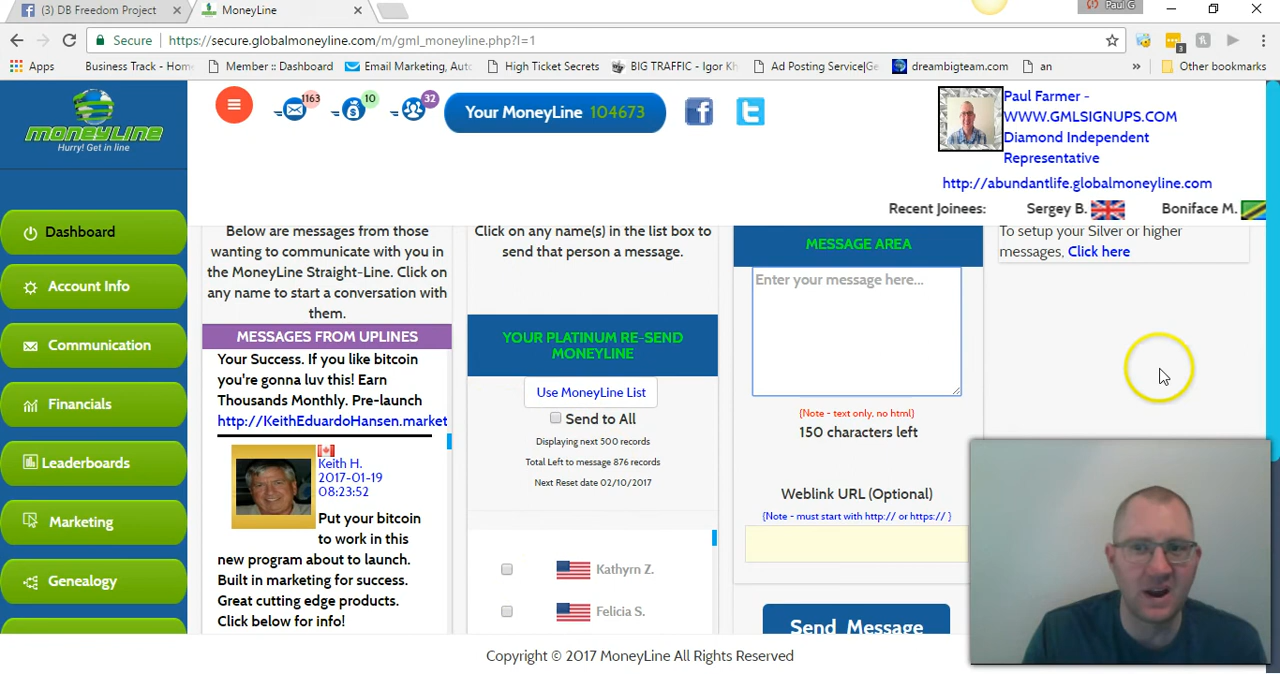 (3) DB Freedom Project
MoneyLine
Paul G
Secure
https://secure.globalmoneyline.com/m/gml_moneyline.php?l=1
3
Apps
Business Track - Hom
Member :: Dashboard
Email Marketing, Auto
High Ticket Secrets
BIG TRAFFIC - Igor Kh
Ad Posting Service|Ge
dreambigteam.com
an
»
Other bookmarks
MONEYLINE
Hurry! Get in line
1163
10
32
Your MoneyLine 104673
Paul Farmer -
WWW.GMLSIGNUPS.COM
Diamond Independent
Representative
http://abundantlife.globalmoneyline.com
Recent Joinees:
Sergey B.
Boniface M.
Dashboard
Account Info
Communication
Financials
Leaderboards
Marketing
Genealogy
Below are messages from those
wanting to communicate with you in
the MoneyLine Straight-Line. Click on
any name to start a conversation with
them.
MESSAGES FROM UPLINES
Your Success. If you like bitcoin
you're gonna luv this! Earn
Thousands Monthly. Pre-launch
http://KeithEduardoHansen.market
Keith H.
2017-01-19
08:23:52
Put your bitcoin
to work in this
new program about to launch.
Built in marketing for success.
Great cutting edge products.
Click below for info!
Click on any name(s) in the list box to
send that person a message.
YOUR PLATINUM RE-SEND
MONEYLINE
Use MoneyLine List
Send to All
Displaying next 500 records
Total Left to message 876 records
Next Reset date 02/10/2017
Kathyrn Z.
Felicia S.
MESSAGE AREA
Enter your message here...
(Note - text only, no html)
150 characters left
Weblink URL (Optional)
(Note - must start with http:// or https:// )
Send Message
To setup your Silver or higher
messages, Click here
Copyright © 2017 MoneyLine All Rights Reserved